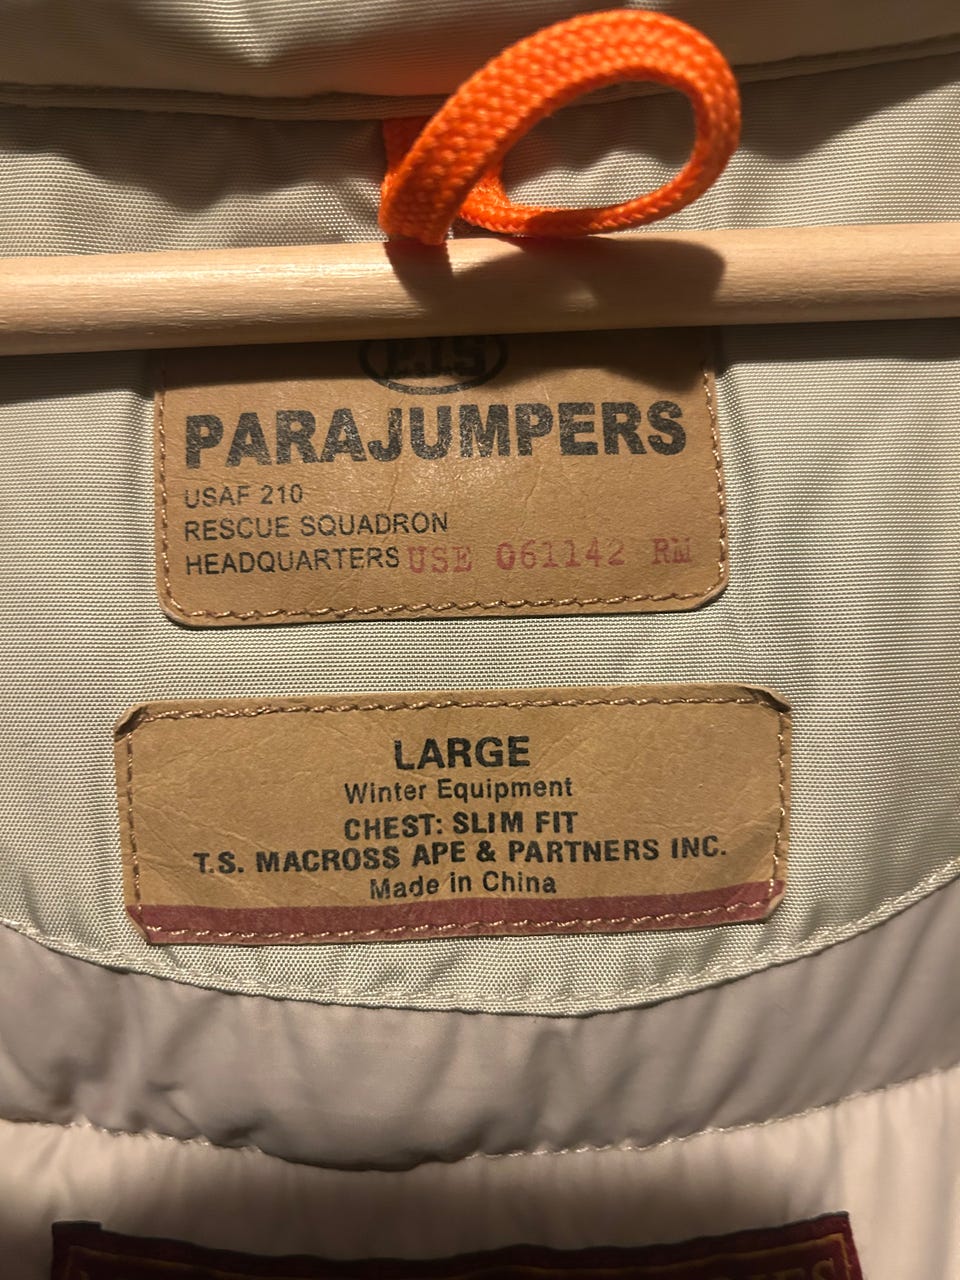 P.J.S
PARAJUMPERS
USAF 210
RESCUE SQUADRON
HEADQUARTERS USE 061142 RM
LARGE
Winter Equipment
CHEST: SLIM FIT
T.S. MACROSS APE & PARTNERS INC.
Made in China